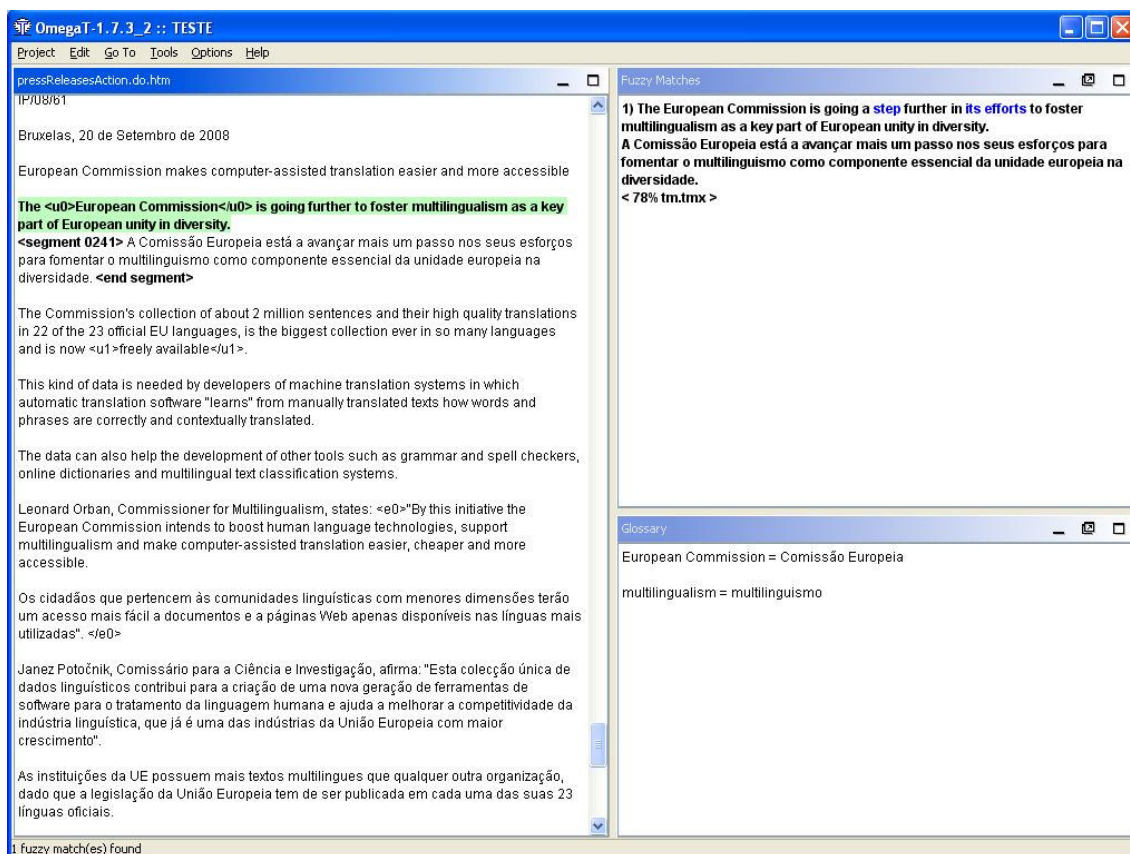 OmegaT-1.7.3_2 :: TESTE
Project Edit Go To Tools Options Help
pressReleasesAction.do.htm
IP/08/61
Bruxelas, 20 de Setembro de 2008
European Commission makes computer-assisted translation easier and more accessible
The <u0>European Commission</u0> is going further to foster multilingualism as a key
part of European unity in diversity.
<segment 0241> A Comissão Europeia está a avançar mais um passo nos seus esforços
para fomentar o multilinguismo como componente essencial da unidade europeia na
diversidade. <end segment>
The Commission's collection of about 2 million sentences and their high quality translations
in 22 of the 23 official EU languages, is the biggest collection ever in so many languages
and is now <u1>freely available</u1>.
This kind of data is needed by developers of machine translation systems in which
automatic translation software "learns" from manually translated texts how words and
phrases are correctly and contextually translated.
The data can also help the development of other tools such as grammar and spell checkers,
online dictionaries and multilingual text classification systems.
Leonard Orban, Commissioner for Multilingualism, states: <e0>"By this initiative the
European Commission intends to boost human language technologies, support
multilingualism and make computer-assisted translation easier, cheaper and more
accessible.
Os cidadãos que pertencem às comunidades linguísticas com menores dimensões terão
um acesso mais fácil a documentos e a páginas Web apenas disponíveis nas línguas mais
utilizadas". </e0>
Janez Potočnik, Comissário para a Ciência e Investigação, afirma: "Esta colecção única de
dados linguísticos contribui para a criação de uma nova geração de ferramentas de
software para o tratamento da linguagem humana e ajuda a melhorar a competitividade da
indústria linguística, que já é uma das indústrias da União Europeia com maior
crescimento".
As instituições da UE possuem mais textos multilingues que qualquer outra organização,
dado que a legislação da União Europeia tem de ser publicada em cada uma das suas 23
línguas oficiais.
Fuzzy Matches
1) The European Commission is going a step further in its efforts to foster
multilingualism as a key part of European unity in diversity.
A Comissão Europeia está a avançar mais um passo nos seus esforços para
fomentar o multilinguismo como componente essencial da unidade europeia na
diversidade.
< 78% tm.tmx >
Glossary
European Commission = Comissão Europeia
multilingualism = multilinguismo
1 fuzzy match(es) found